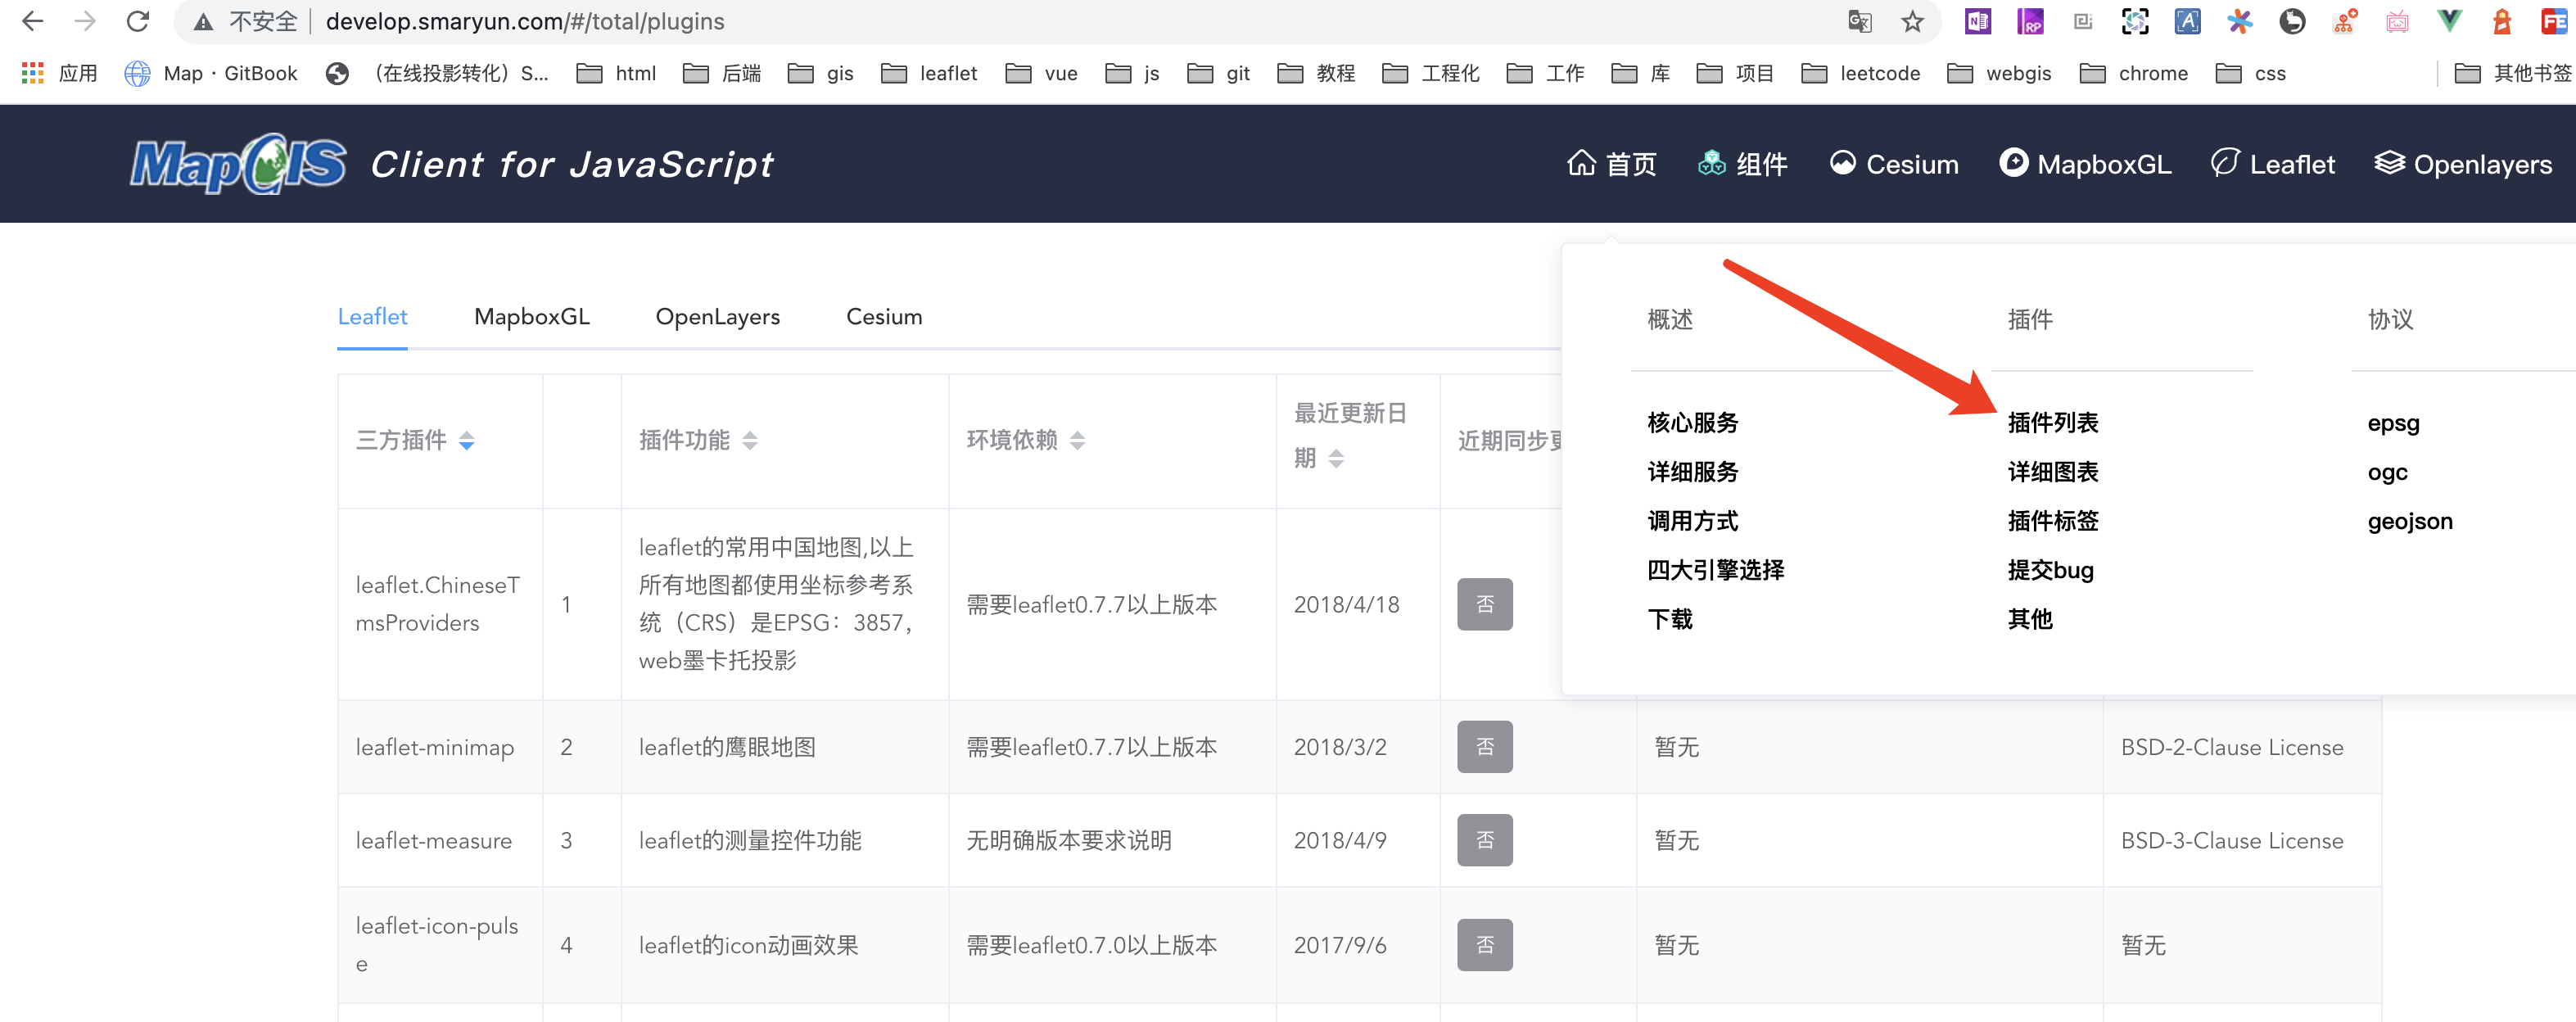 不安全 develop.smaryun.com/#/total/plugins
应用 Map · GitBook （在线投影转化）S... html 后端 gis leaflet vue js git 教程 工程化 工作 库 项目 leetcode webgis chrome css 其他书签
MapGIS Client for JavaScript 首页 组件 Cesium MapboxGL Leaflet Openlayers
Leaflet MapboxGL OpenLayers Cesium
概述 插件 协议
核心服务 插件列表 epsg
详细服务 详细图表 ogc
调用方式 插件标签 geojson
四大引擎选择 提交bug
下载 其他
最近更新日
三方插件 插件功能 环境依赖 近期同步
期
leaflet的常用中国地图,以上
leaflet.ChineseT 所有地图都使用坐标参考系
1 需要leaflet0.7.7以上版本 2018/4/18 否
msProviders 统（CRS）是EPSG：3857，
web墨卡托投影
leaflet-minimap 2 leaflet的鹰眼地图 需要leaflet0.7.7以上版本 2018/3/2 否 暂无 BSD-2-Clause License
leaflet-measure 3 leaflet的测量控件功能 无明确版本要求说明 2018/4/9 否 暂无 BSD-3-Clause License
leaflet-icon-puls
e 4 leaflet的icon动画效果 需要leaflet0.7.0以上版本 2017/9/6 否 暂无 暂无